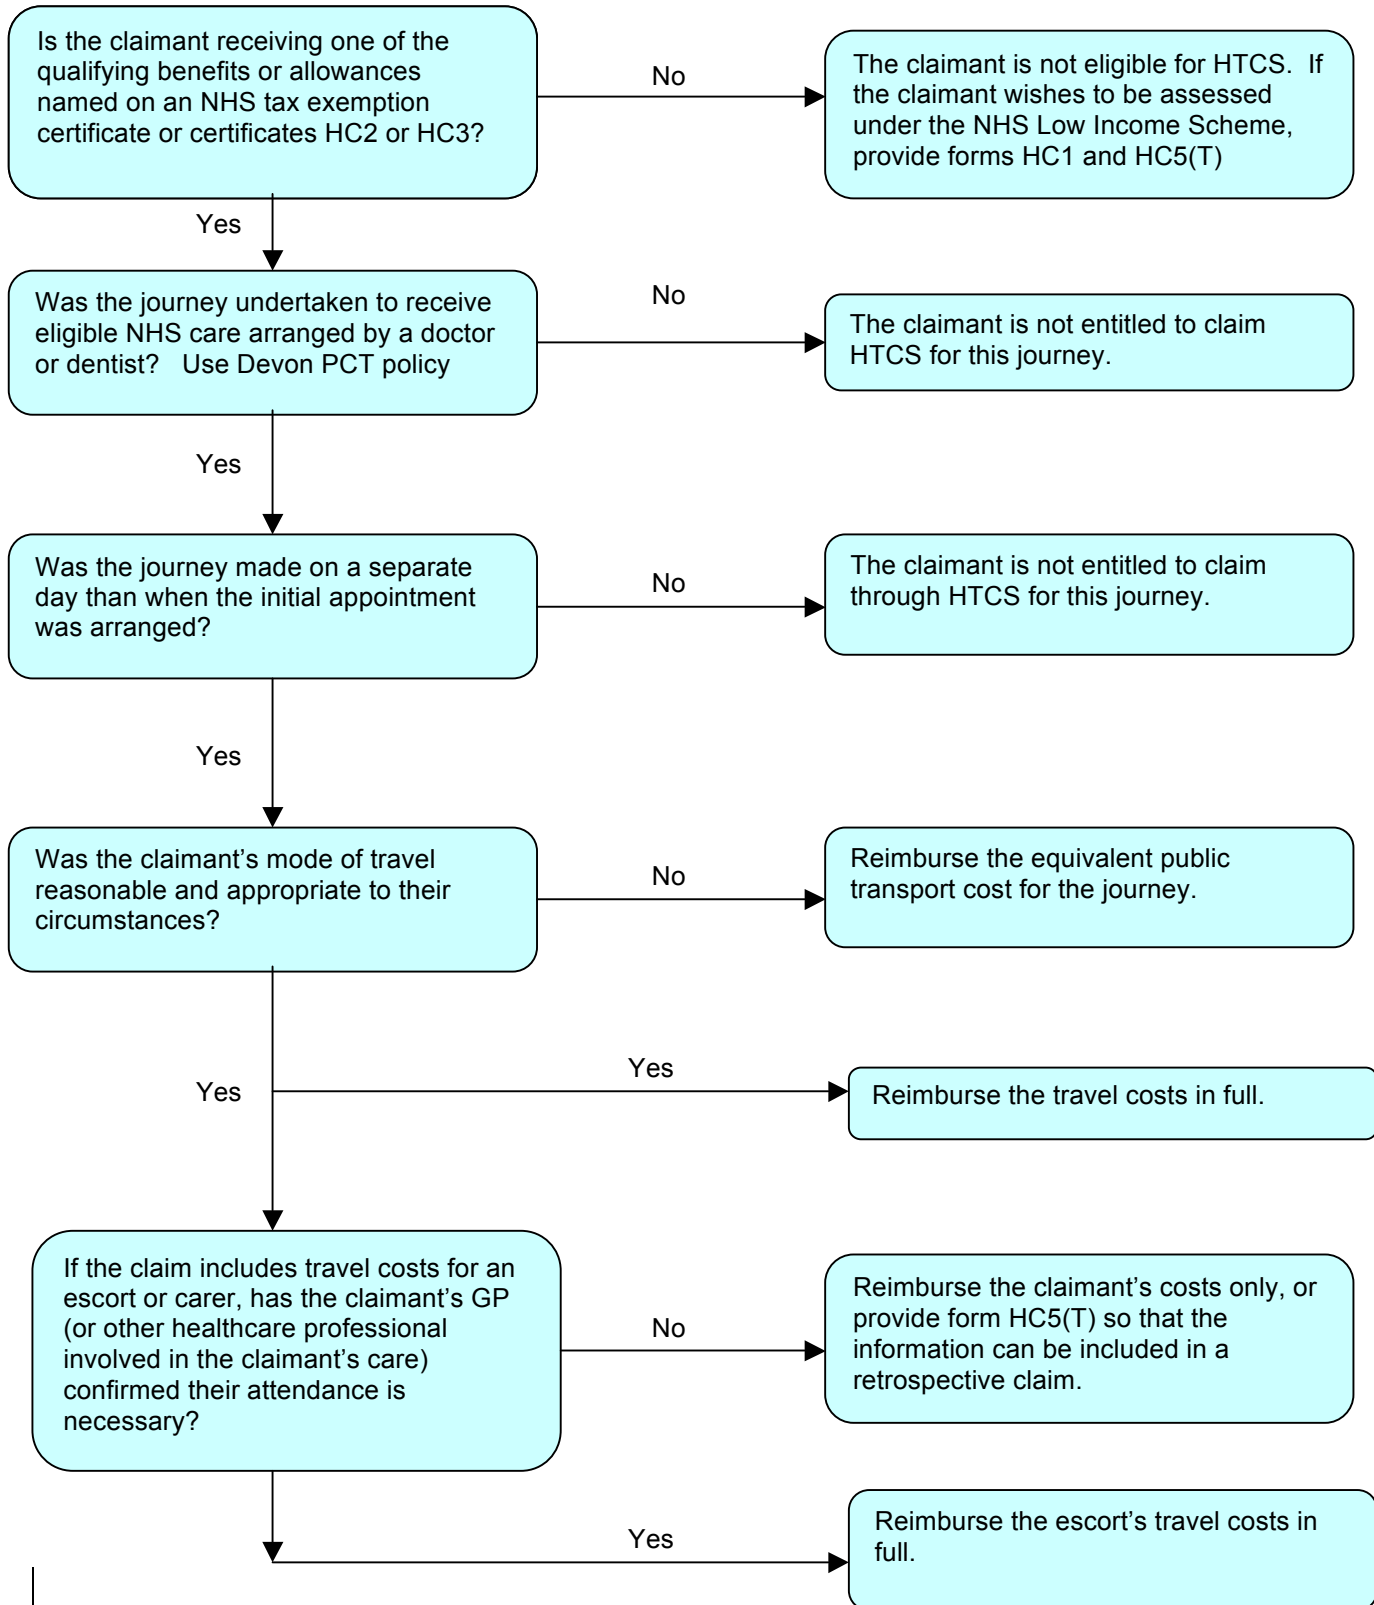 Is the claimant receiving one of the
qualifying benefits or allowances
named on an NHS tax exemption
certificate or certificates HC2 or HC3?
No
The claimant is not eligible for HTCS.  If
the claimant wishes to be assessed
under the NHS Low Income Scheme,
provide forms HC1 and HC5(T)
Yes
Was the journey undertaken to receive
eligible NHS care arranged by a doctor
or dentist?   Use Devon PCT policy
No
The claimant is not entitled to claim
HTCS for this journey.
Yes
Was the journey made on a separate
day than when the initial appointment
was arranged?
No
The claimant is not entitled to claim
through HTCS for this journey.
Yes
Was the claimant’s mode of travel
reasonable and appropriate to their
circumstances?
No
Reimburse the equivalent public
transport cost for the journey.
Yes
Yes
Reimburse the travel costs in full.
If the claim includes travel costs for an
escort or carer, has the claimant’s GP
(or other healthcare professional
involved in the claimant’s care)
confirmed their attendance is
necessary?
No
Reimburse the claimant’s costs only, or
provide form HC5(T) so that the
information can be included in a
retrospective claim.
Yes
Reimburse the escort’s travel costs in
full.